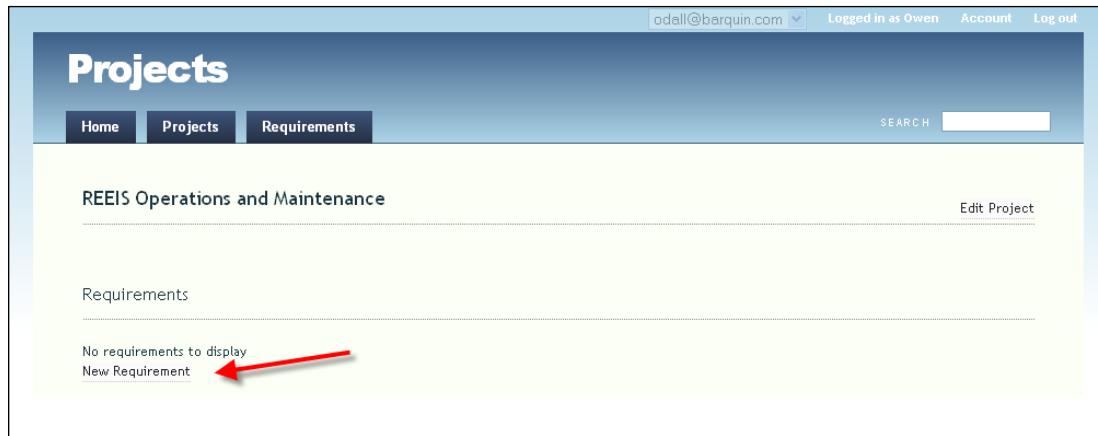 odall@barquin.com Logged in as Owen Account Log out
Projects
Home Projects Requirements SEARCH
REEIS Operations and Maintenance
Edit Project
Requirements
No requirements to display
New Requirement